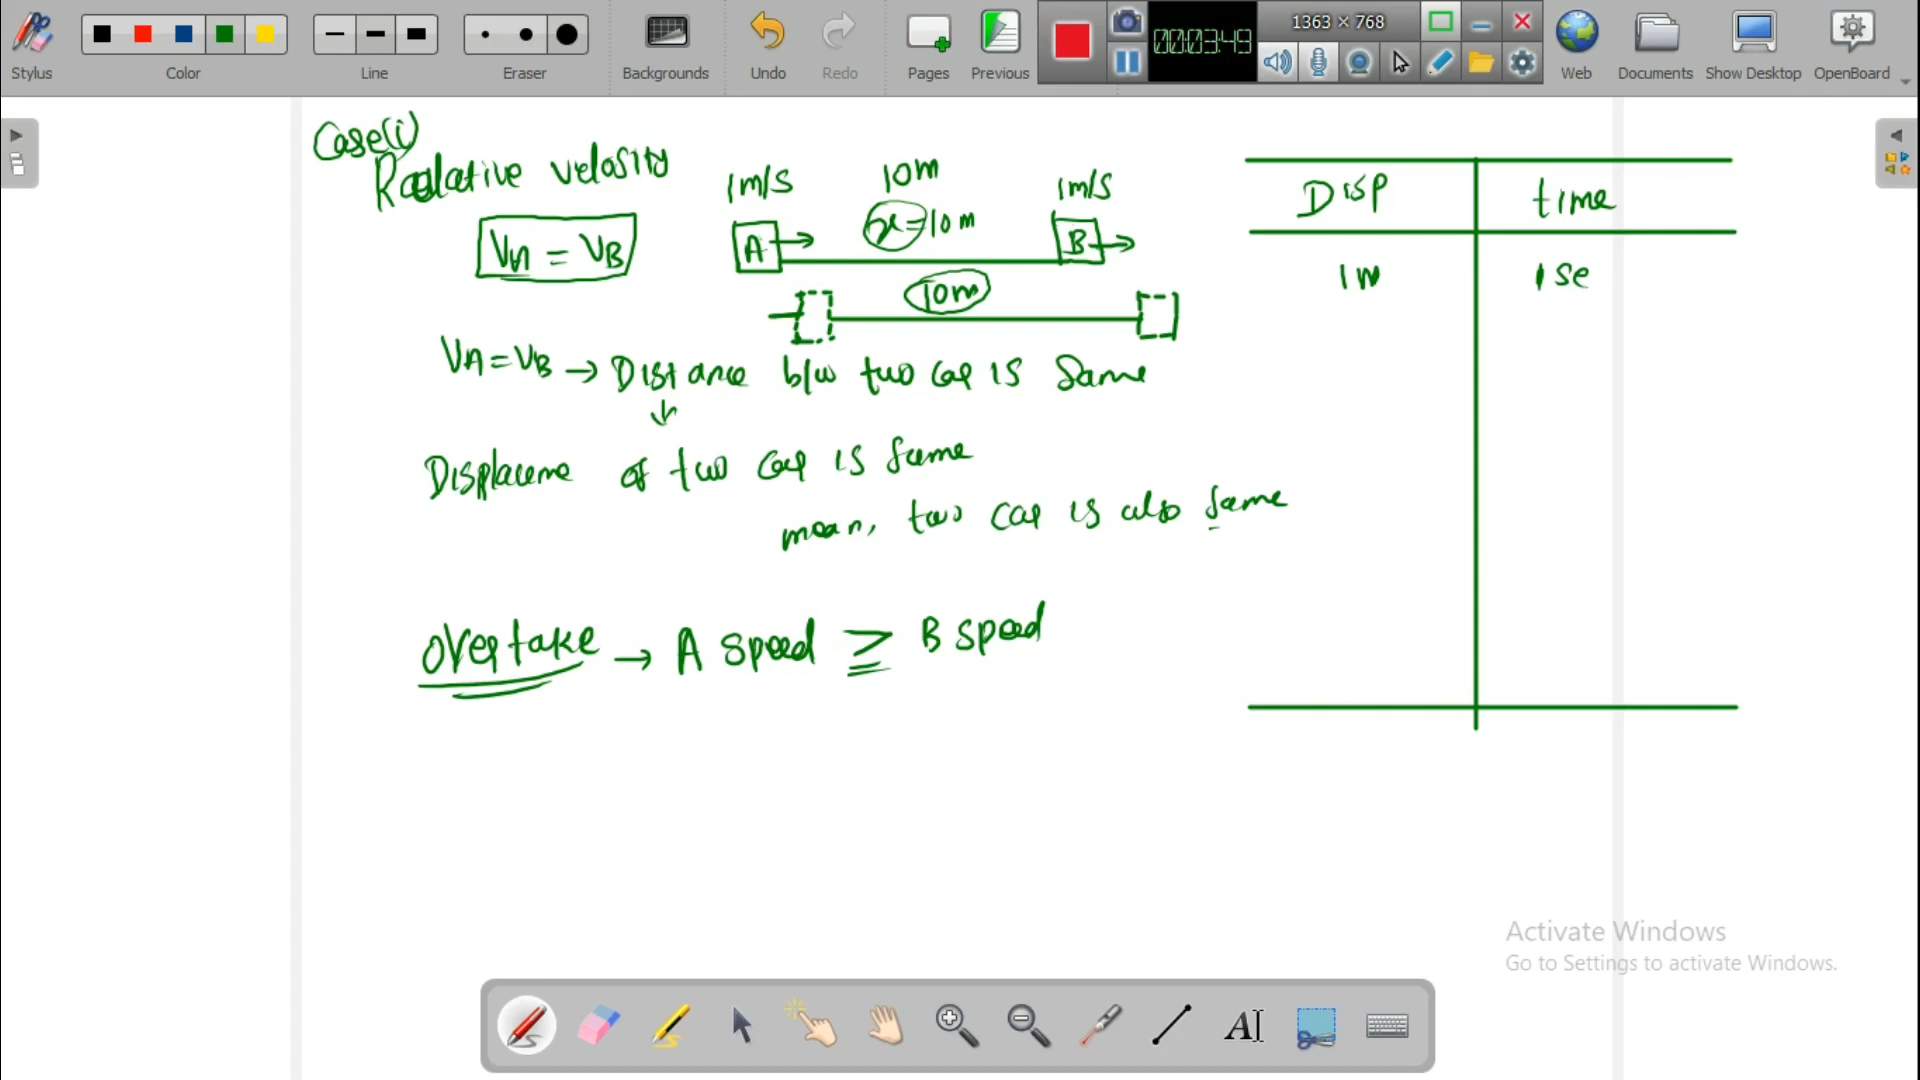 1363 × 768
00:03:49
Stylus
Color
Line
Eraser
Backgrounds
Undo
Redo
Pages
Previous
Web
Documents
Show Desktop
OpenBoard
Case(i)
Relative velosity
VA = VB
1m/s
10m
1m/s
A
x=10m
B
10m
VA=VB → Distance b/w two car is Same
Displaceme of two car is Same
mean, two car is also Same
overtake → A speed ≥ B speed
Disp
time
1m
1 se
Activate Windows
Go to Settings to activate Windows.
AI